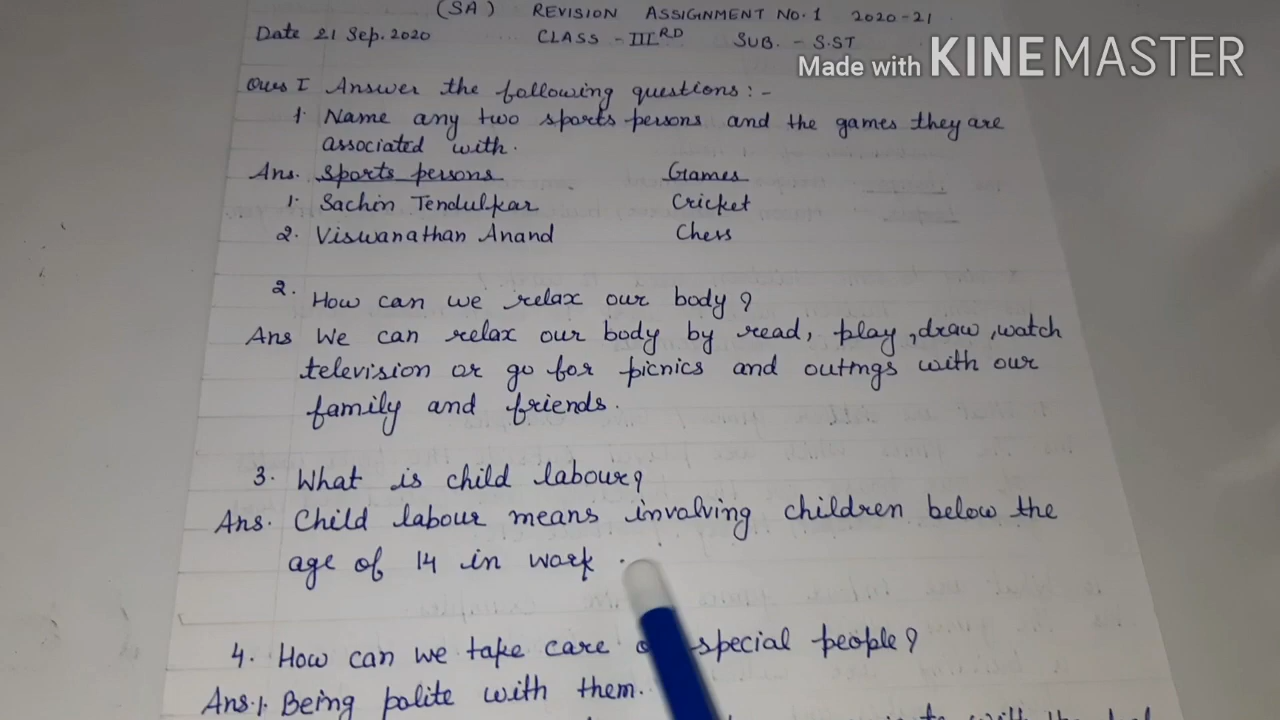 (SA) REVISION ASSIGNMENT NO. 1 2020-21
Date 21 Sep. 2020 CLASS - IIIRD SUB. - S.ST
Made with KINEMASTER
Ques I Answer the following questions :-
1. Name any two sports persons and the games they are
associated with.
Ans. Sports persons Games
1. Sachin Tendulkar Cricket
2. Viswanathan Anand Chess
2. How can we relax our body?
Ans We can relax our body by read, play, draw, watch
television or go for picnics and outings with our
family and friends.
3. What is child labour?
Ans. Child labour means involving children below the
age of 14 in work.
4. How can we take care special people?
Ans. 1. Being polite with them.
with the